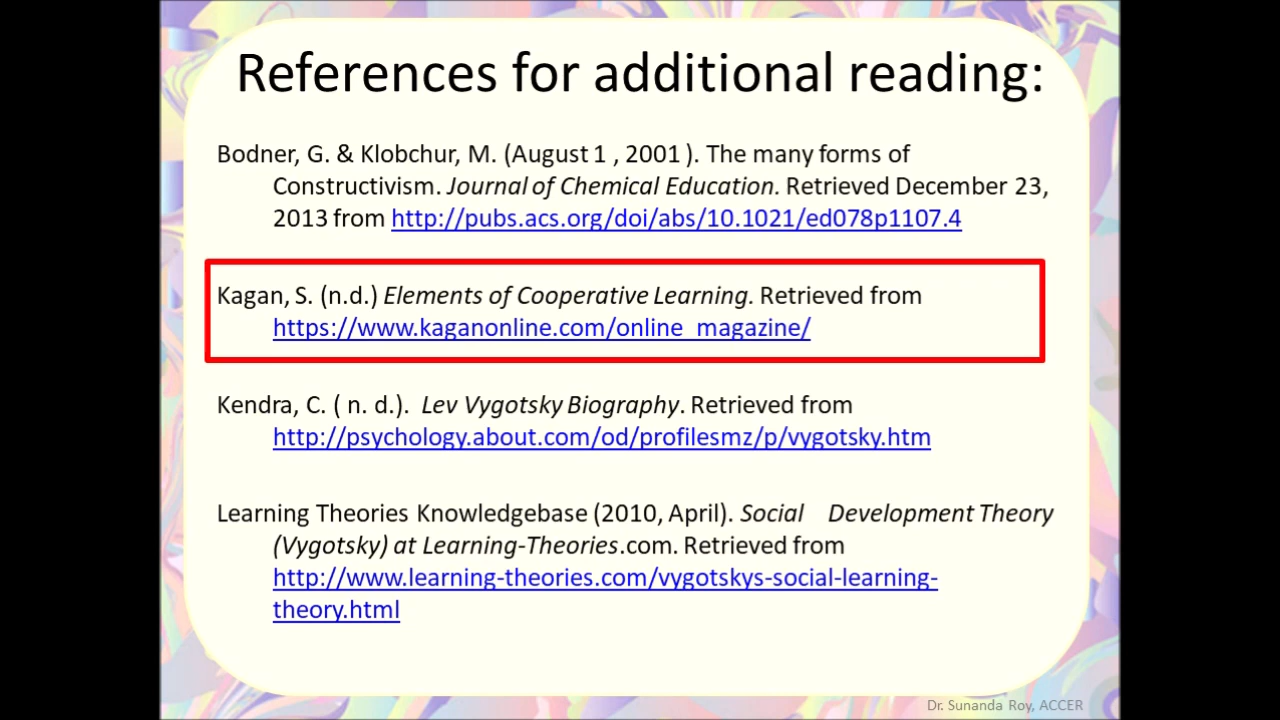 References for additional reading:
Bodner, G. & Klobchur, M. (August 1 , 2001 ). The many forms of
Constructivism. Journal of Chemical Education. Retrieved December 23,
2013 from http://pubs.acs.org/doi/abs/10.1021/ed078p1107.4
Kagan, S. (n.d.) Elements of Cooperative Learning. Retrieved from
https://www.kaganonline.com/online_magazine/
Kendra, C. ( n. d.). Lev Vygotsky Biography. Retrieved from
http://psychology.about.com/od/profilesmz/p/vygotsky.htm
Learning Theories Knowledgebase (2010, April). Social Development Theory
(Vygotsky) at Learning-Theories.com. Retrieved from
http://www.learning-theories.com/vygotskys-social-learning-
theory.html
Dr. Sunanda Roy, ACCER